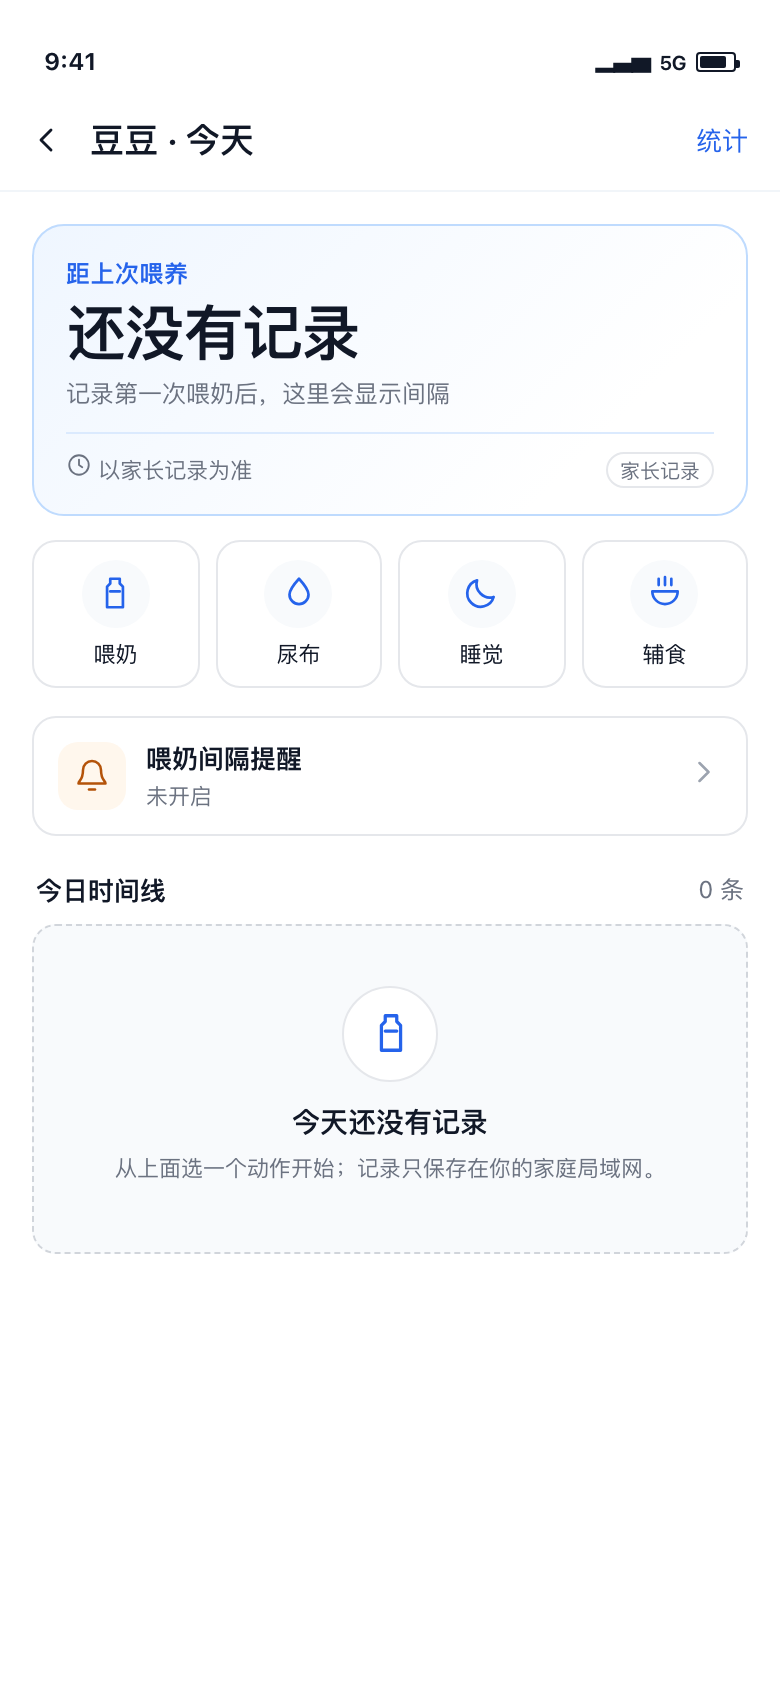 9:41
5G
豆豆 · 今天
统计
距上次喂养
还没有记录
记录第一次喂奶后，这里会显示间隔
以家长记录为准
家长记录
喂奶
尿布
睡觉
辅食
喂奶间隔提醒
未开启
今日时间线
0 条
今天还没有记录
从上面选一个动作开始；记录只保存在你的家庭局域网。